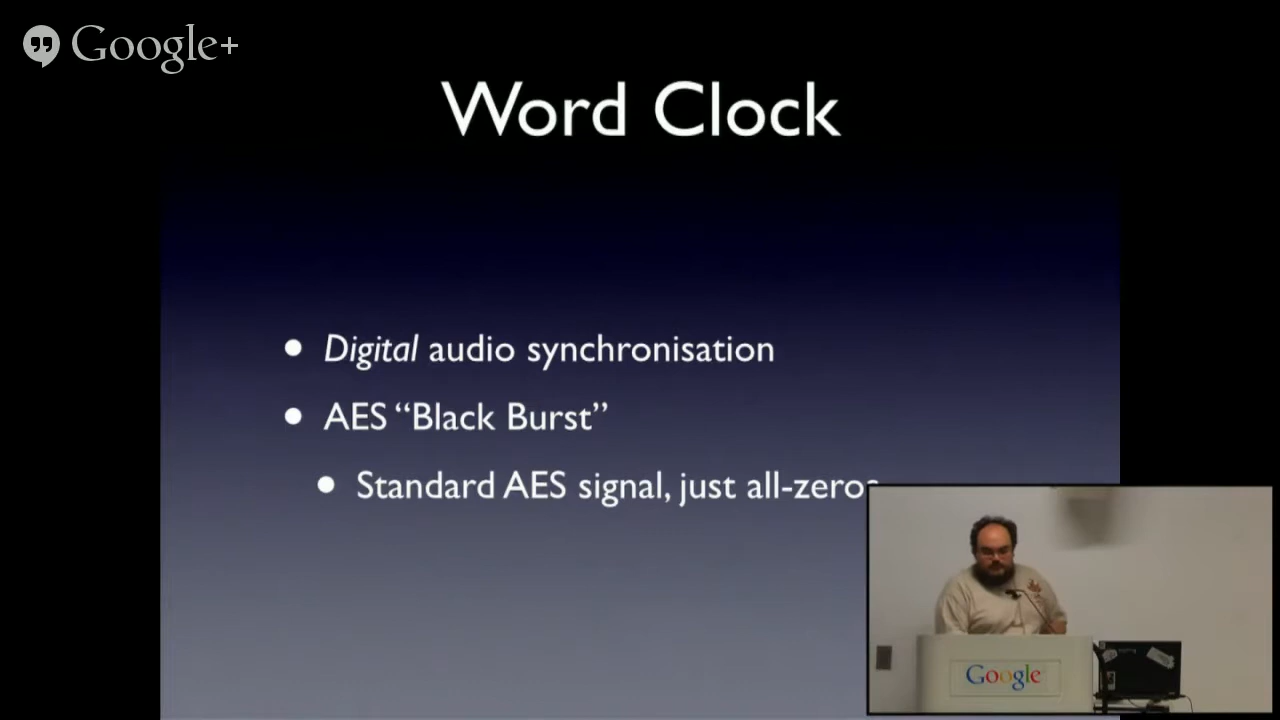 Google+
Word Clock
• Digital audio synchronisation
• AES “Black Burst”
• Standard AES signal, just all-zeros
Google